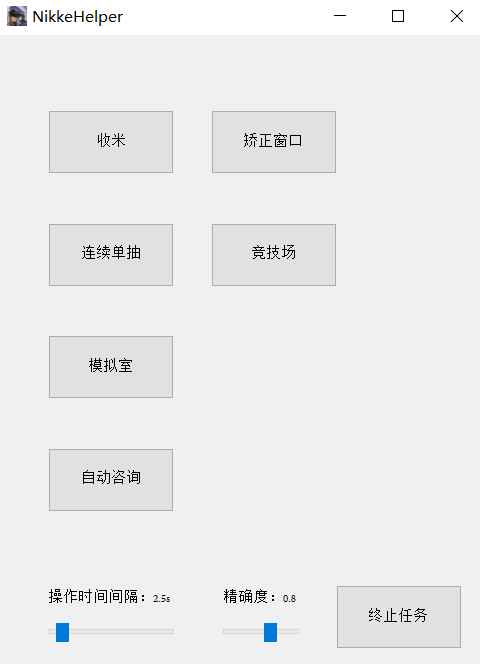 NikkeHelper
收米
矫正窗口
连续单抽
竞技场
模拟室
自动咨询
操作时间间隔：2.5s
精确度：0.8
终止任务